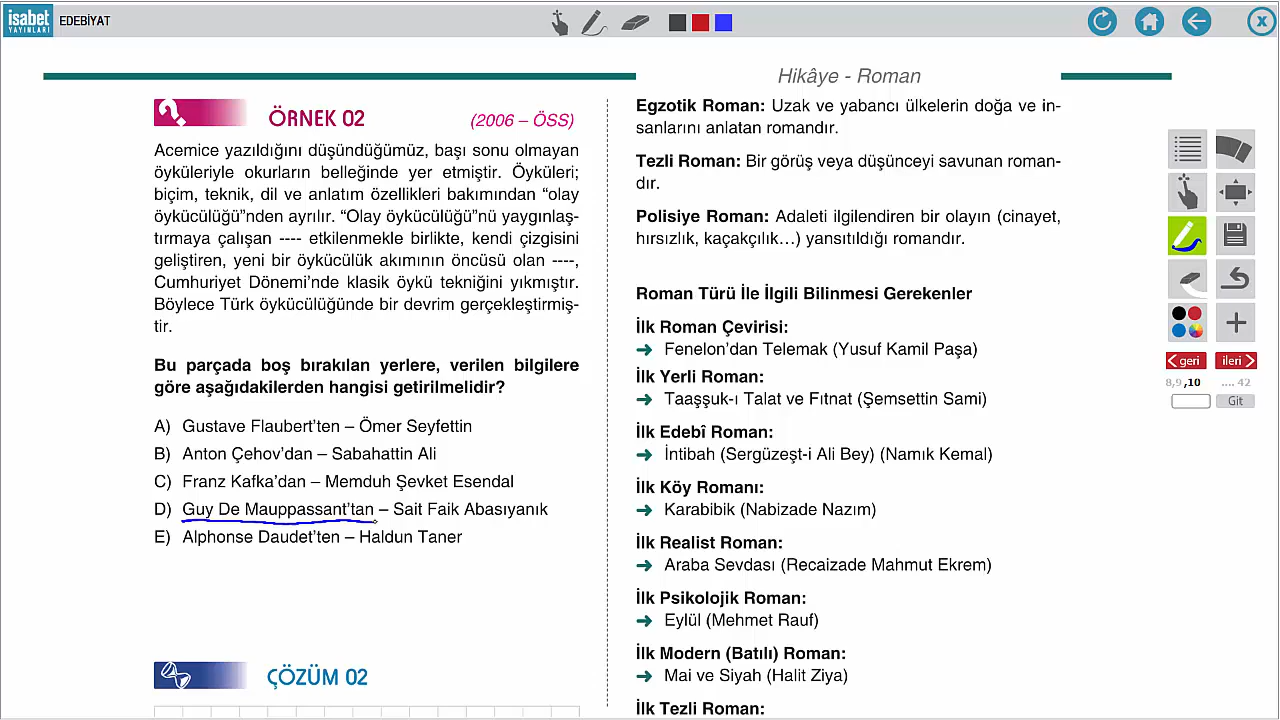 isabet
YAYINLARI
EDEBİYAT
Hikâye - Roman
ÖRNEK 02
(2006 – ÖSS)
Acemice yazıldığını düşündüğümüz, başı sonu olmayan
öyküleriyle okurların belleğinde yer etmiştir. Öyküleri;
biçim, teknik, dil ve anlatım özellikleri bakımından “olay
öykücülüğü”nden ayrılır. “Olay öykücülüğü”nü yaygınlaş-
tırmaya çalışan ---- etkilenmekle birlikte, kendi çizgisini
geliştiren, yeni bir öykücülük akımının öncüsü olan ----,
Cumhuriyet Dönemi’nde klasik öykü tekniğini yıkmıştır.
Böylece Türk öykücülüğünde bir devrim gerçekleştirmiş-
tir.
Bu parçada boş bırakılan yerlere, verilen bilgilere
göre aşağıdakilerden hangisi getirilmelidir?
A) Gustave Flaubert’ten – Ömer Seyfettin
B) Anton Çehov’dan – Sabahattin Ali
C) Franz Kafka’dan – Memduh Şevket Esendal
D) Guy De Mauppassant’tan – Sait Faik Abasıyanık
E) Alphonse Daudet’ten – Haldun Taner
ÇÖZÜM 02
Egzotik Roman: Uzak ve yabancı ülkelerin doğa ve in-
sanlarını anlatan romandır.
Tezli Roman: Bir görüş veya düşünceyi savunan roman-
dır.
Polisiye Roman: Adaleti ilgilendiren bir olayın (cinayet,
hırsızlık, kaçakçılık...) yansıtıldığı romandır.
Roman Türü İle İlgili Bilinmesi Gerekenler
İlk Roman Çevirisi:
➔ Fenelon’dan Telemak (Yusuf Kamil Paşa)
İlk Yerli Roman:
➔ Taaşşuk-ı Talat ve Fıtnat (Şemsettin Sami)
İlk Edebî Roman:
➔ İntibah (Sergüzeşt-i Ali Bey) (Namık Kemal)
İlk Köy Romanı:
➔ Karabibik (Nabizade Nazım)
İlk Realist Roman:
➔ Araba Sevdası (Recaizade Mahmut Ekrem)
İlk Psikolojik Roman:
➔ Eylül (Mehmet Rauf)
İlk Modern (Batılı) Roman:
➔ Mai ve Siyah (Halit Ziya)
İlk Tezli Roman:
geri
ileri
8,9,10
.... 42
Git